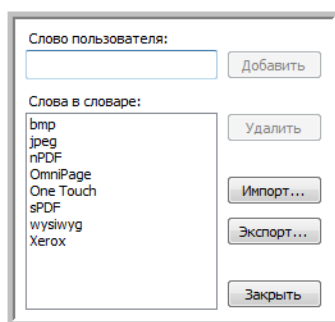 Слово пользователя:
Добавить
Слова в словаре:
Удалить
bmp
jpeg
nPDF
OmniPage
One Touch
sPDF
wysiwyg
Xerox
Импорт...
Экспорт...
Закрыть